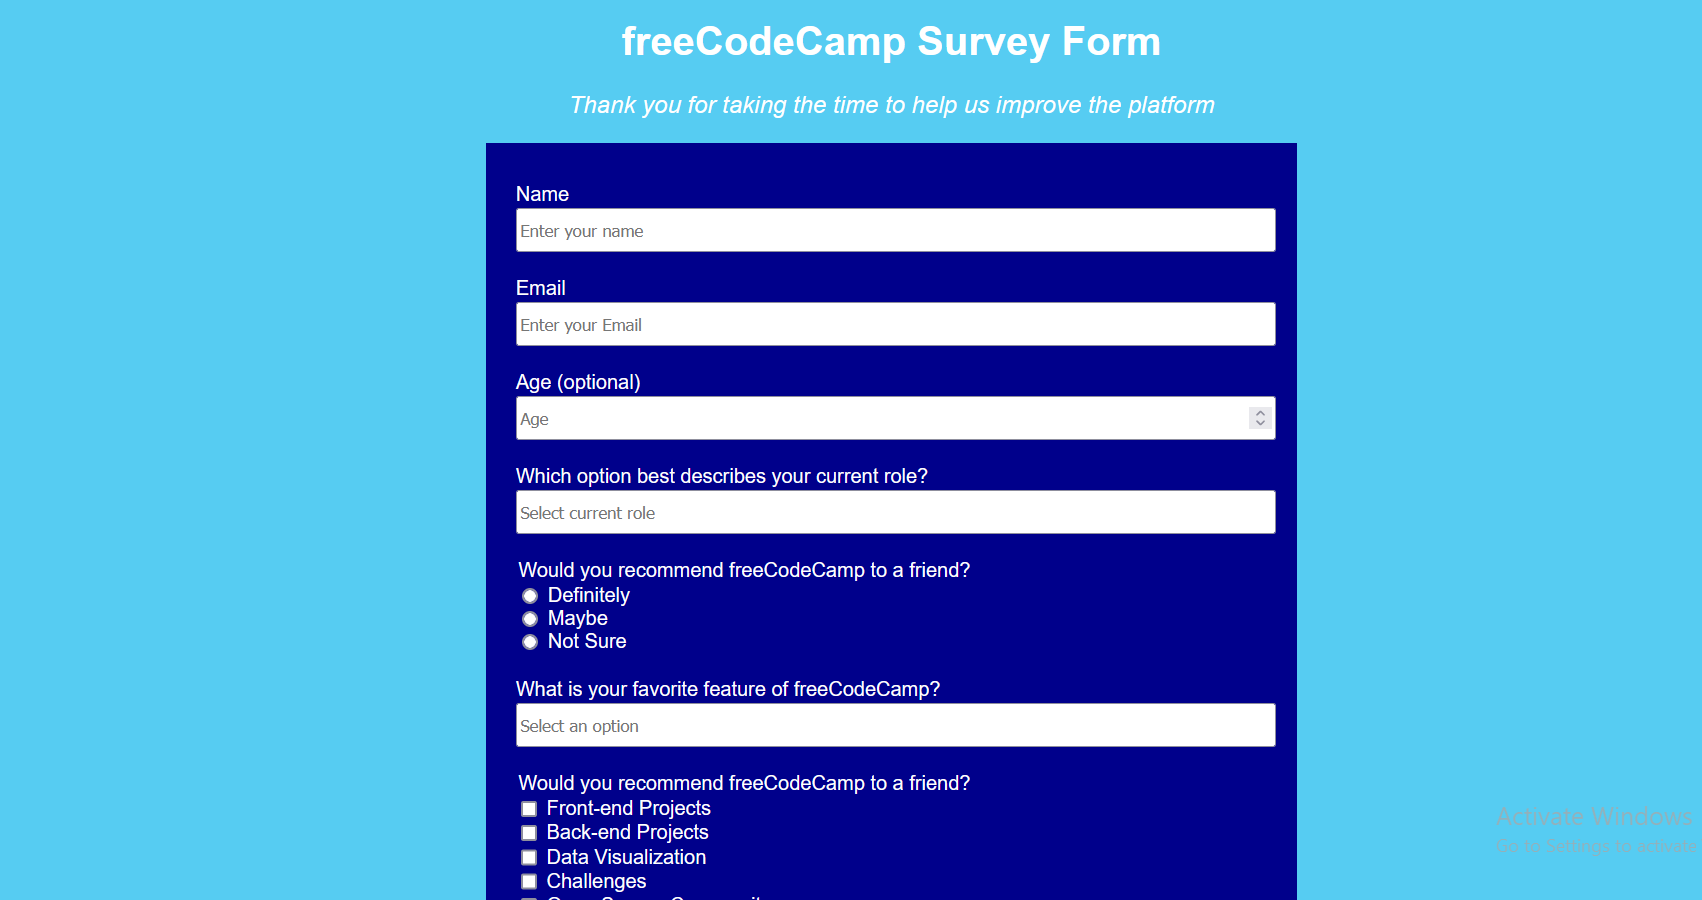 freeCodeCamp Survey Form
Thank you for taking the time to help us improve the platform
Name
Enter your name
Email
Enter your Email
Age (optional)
Age
Which option best describes your current role?
Select current role
Would you recommend freeCodeCamp to a friend?
Definitely
Maybe
Not Sure
What is your favorite feature of freeCodeCamp?
Select an option
Would you recommend freeCodeCamp to a friend?
Front-end Projects
Back-end Projects
Data Visualization
Challenges
Activate Windows
Go to Settings to activate